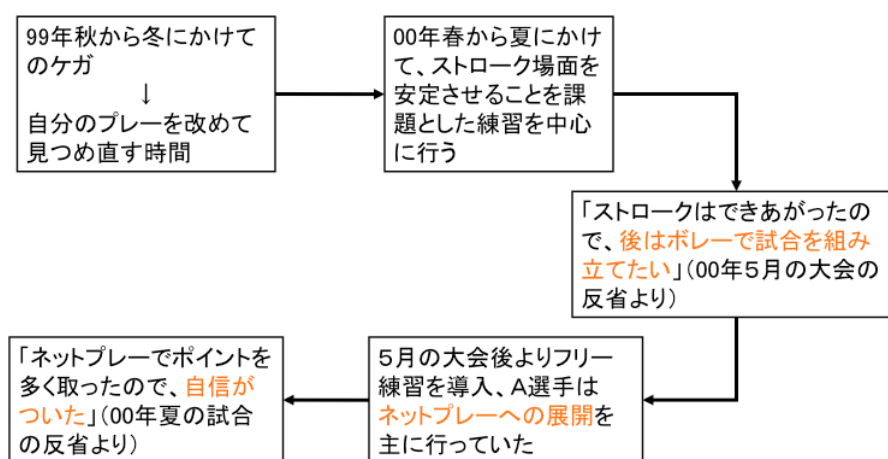 99年秋から冬にかけて
のケガ
↓
自分のプレーを改めて
見つめ直す時間
00年春から夏にかけ
て、ストローク場面を
安定させることを課
題とした練習を中心
に行う
「ストロークはできあがったの
で、後はボレーで試合を組み
立てたい」(00年5月の大会の
反省より)
5月の大会後よりフリー
練習を導入、A選手は
ネットプレーへの展開を
主に行っていた
「ネットプレーでポイントを
多く取ったので、自信が
ついた」(00年夏の試合
の反省より)